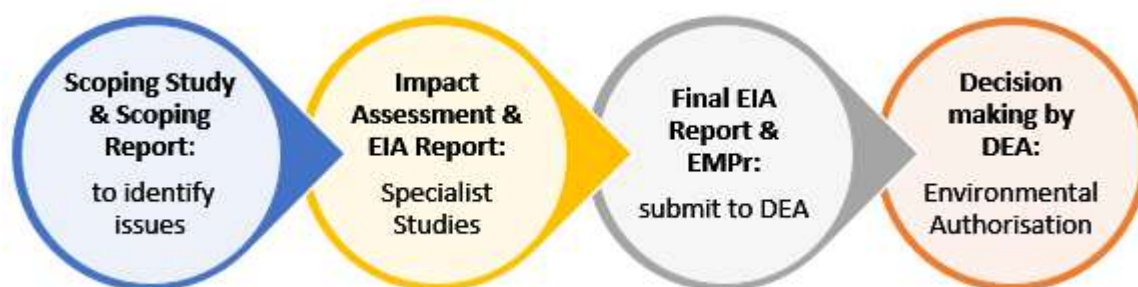 Scoping Study
& Scoping
Report:
to identify
issues
Impact
Assessment &
EIA Report:
Specialist
Studies
Final EIA
Report &
EMPr:
submit to DEA
Decision
making by
DEA:
Environmental
Authorisation